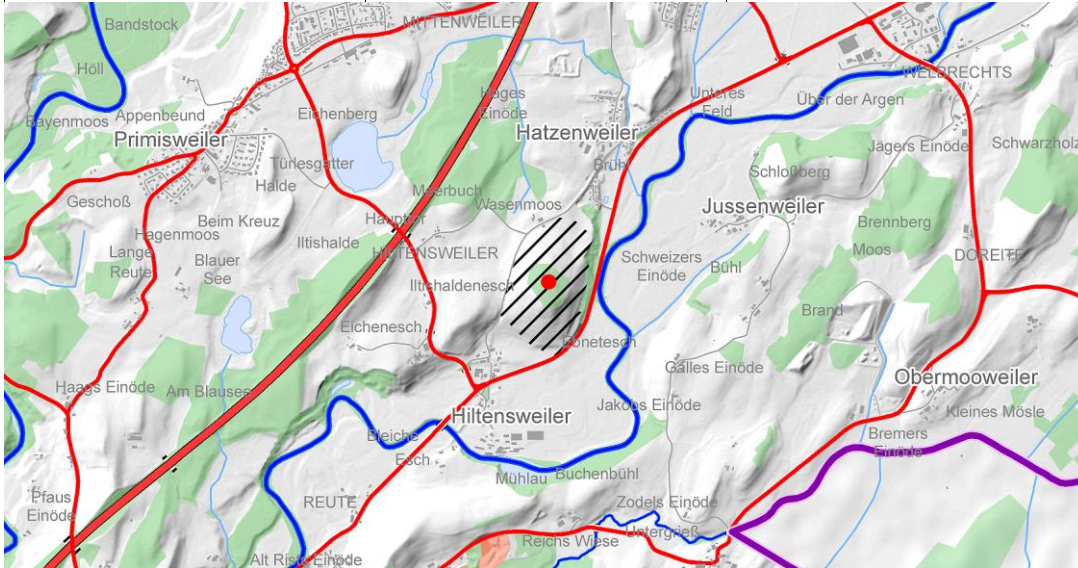 Bandstock
MITTENWEILER
Höll
WELBRECHTS
Bayenmoos
Appenbeund
Eichenberg
Hages
Einöde
Unteres
Feld
Über der Argen
Primisweiler
Hatzenweiler
Jägers Einöde
Schwarzholz
Türlesgatter
Brühl
Schloßberg
Halde
Meerbuch
Geschoß
Wasenmoos
Jussenweiler
Beim Kreuz
Haupthof
Brennberg
Hagenmoos
Iltishalde
HILTENSWEILER
Moos
DOREITE
Lange
Reute
Blauer
See
Schweizers
Einöde
Bühl
Iltishaldenesch
Brand
Eichenesch
Galles Einöde
Haags Einöde
Am Blausee
Obermooweiler
Jakobs Einöde
Kleines Mösle
Hiltensweiler
Bleiche
Esch
Bremers
Einöde
Mühlau
Buchenbühl
Pfaus
Einöde
REUTE
Zodels Einöde
Untergrieß
Reichs Wiese
Alt Rists Einöde